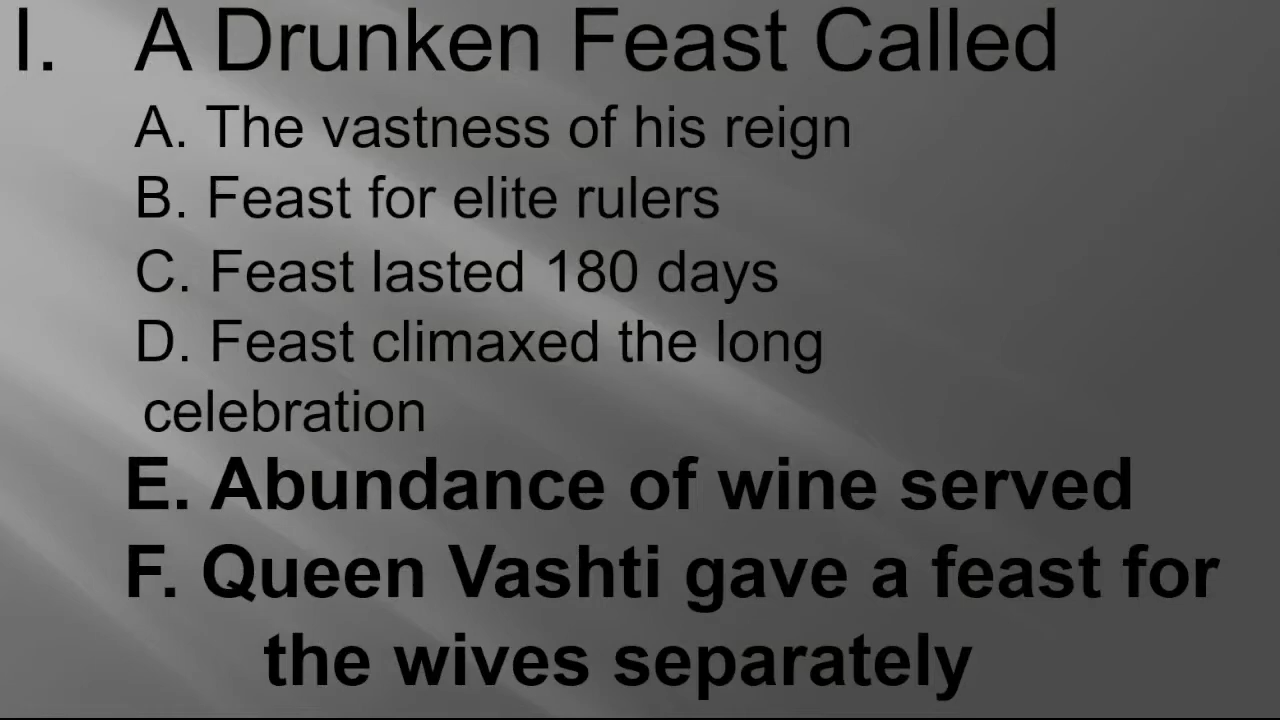 I. A Drunken Feast Called
A. The vastness of his reign
B. Feast for elite rulers
C. Feast lasted 180 days
D. Feast climaxed the long
celebration
E. Abundance of wine served
F. Queen Vashti gave a feast for
the wives separately